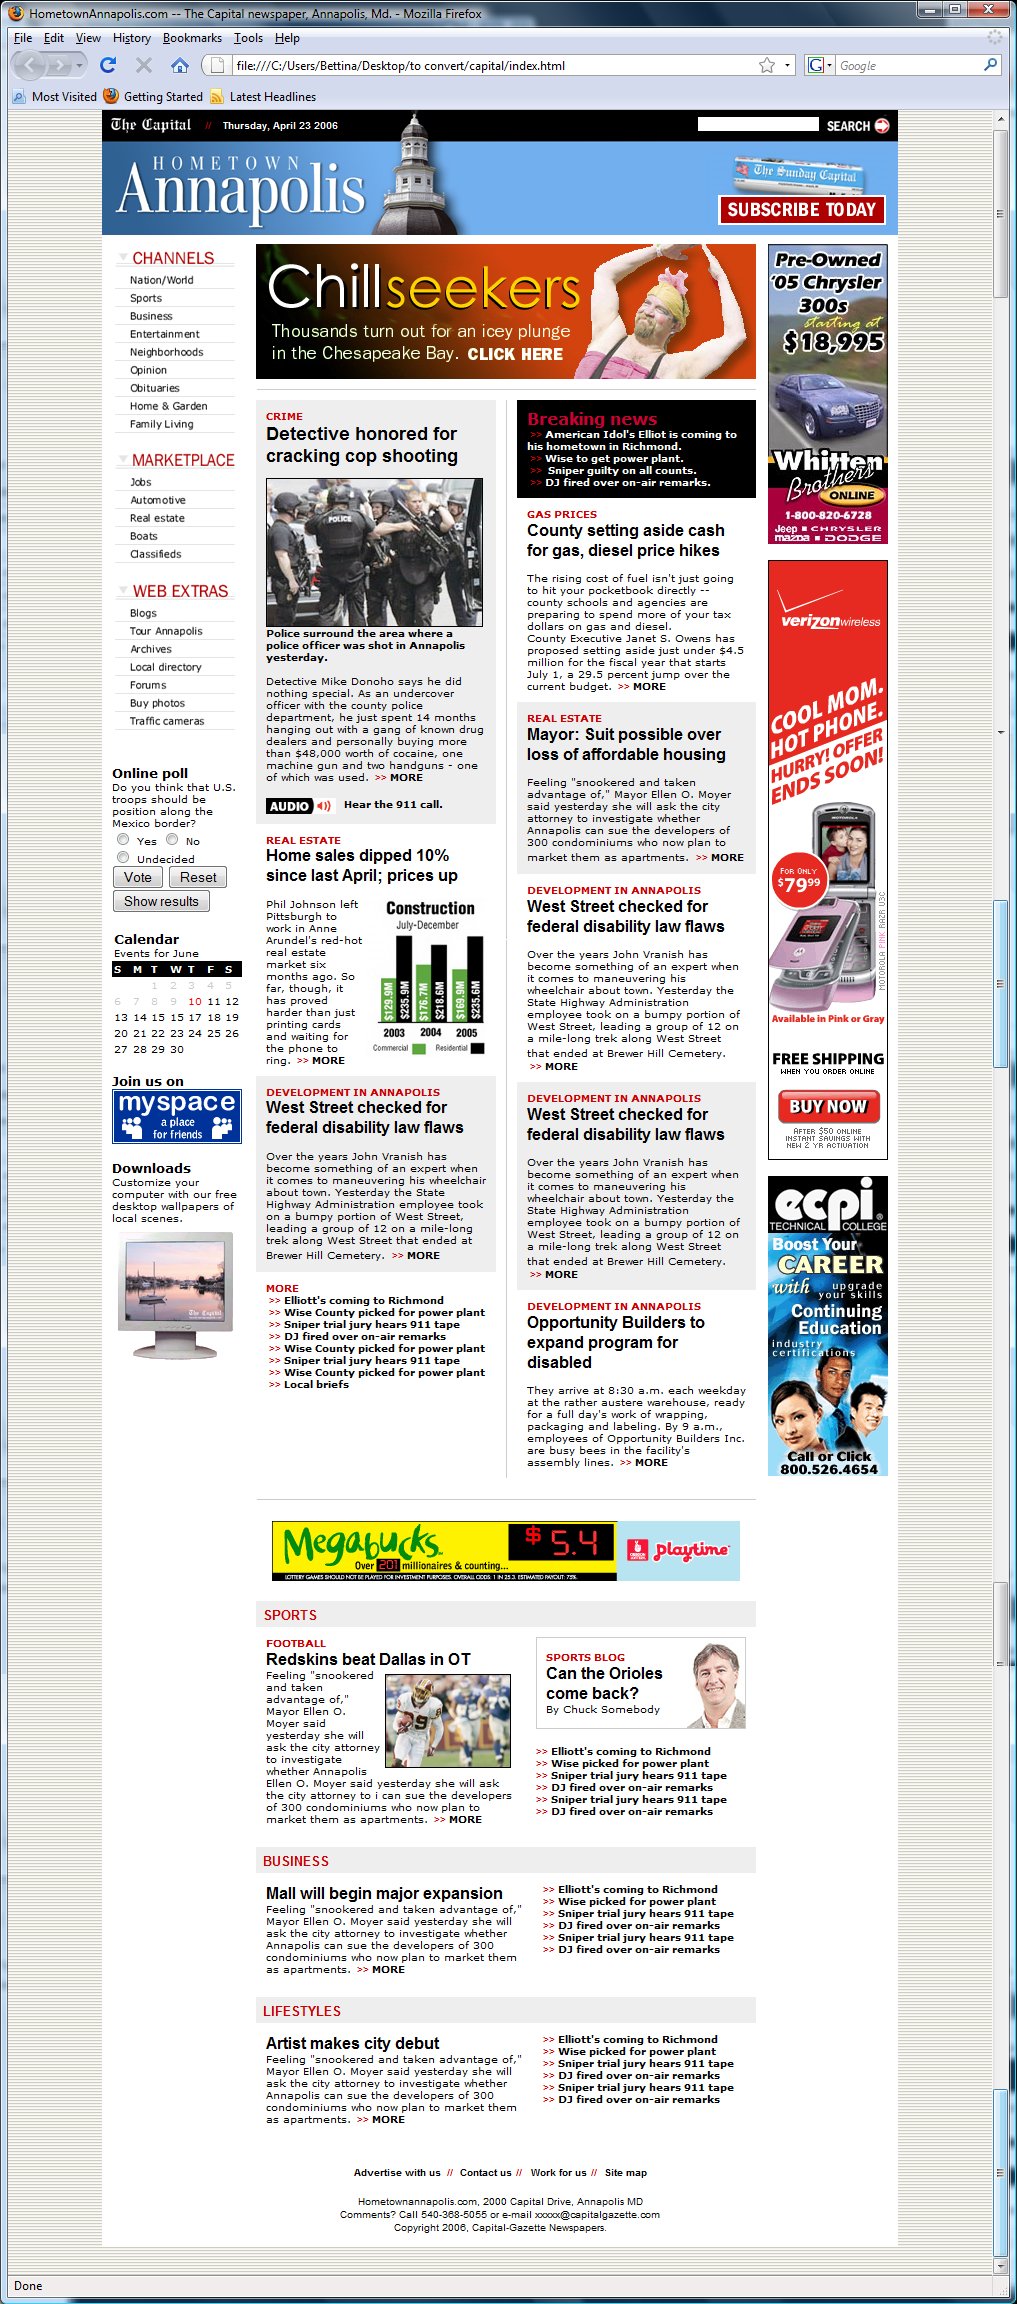 HometownAnnapolis.com -- The Capital newspaper, Annapolis, Md. - Mozilla Firefox
File Edit View History Bookmarks Tools Help
file:///C:/Users/Bettina/Desktop/to convert/capital/index.html
Google
Most Visited Getting Started Latest Headlines
The Capital // Thursday, April 23 2006
SEARCH
HOMETOWN
Annapolis
The Sunday Capital
SUBSCRIBE TODAY
CHANNELS
Nation/World
Sports
Business
Entertainment
Neighborhoods
Opinion
Obituaries
Home & Garden
Family Living
MARKETPLACE
Jobs
Automotive
Real estate
Boats
Classifieds
WEB EXTRAS
Blogs
Tour Annapolis
Archives
Local directory
Forums
Buy photos
Traffic cameras
Online poll
Do you think that U.S.
troops should be
position along the
Mexico border?
Yes No
Undecided
Vote Reset
Show results
Calendar
Events for June
S M T W T F S
1 2 3 4 5
6 7 8 9 10 11 12
13 14 15 16 17 18 19
20 21 22 23 24 25 26
27 28 29 30
Join us on
myspace
a place
for friends
Downloads
Customize your
computer with our free
desktop wallpapers of
local scenes.
The Capital
Chillseekers
Thousands turn out for an icey plunge
in the Chesapeake Bay. CLICK HERE
CRIME
Detective honored for
cracking cop shooting
POLICE
Police surround the area where a
police officer was shot in Annapolis
yesterday.
Detective Mike Donoho says he did
nothing special. As an undercover
officer with the county police
department, he just spent 14 months
hanging out with a gang of known drug
dealers and personally buying more
than $48,000 worth of cocaine, one
machine gun and two handguns - one
of which was used. >> MORE
AUDIO Hear the 911 call.
REAL ESTATE
Home sales dipped 10%
since last April; prices up
Phil Johnson left
Pittsburgh to
work in Anne
Arundel's red-hot
real estate
market six
months ago. So
far, though, it
has proved
harder than just
printing cards
and waiting for
the phone to
ring. >> MORE
Construction
July-December
$129.9M $235.9M $176.7M $218.6M $169.9M $235.6M
2003 2004 2005
Commercial Residential
DEVELOPMENT IN ANNAPOLIS
West Street checked for
federal disability law flaws
Over the years John Vranish has
become something of an expert when
it comes to maneuvering his wheelchair
about town. Yesterday the State
Highway Administration employee took
on a bumpy portion of West Street,
leading a group of 12 on a mile-long
trek along West Street that ended at
Brewer Hill Cemetery. >> MORE
MORE
>> Elliott's coming to Richmond
>> Wise County picked for power plant
>> Sniper trial jury hears 911 tape
>> DJ fired over on-air remarks
>> Wise County picked for power plant
>> Sniper trial jury hears 911 tape
>> Wise County picked for power plant
>> Local briefs
Breaking news
>> American Idol's Elliot is coming to
his hometown in Richmond.
>> Wise to get power plant.
>> Sniper guilty on all counts.
>> DJ fired over on-air remarks.
GAS PRICES
County setting aside cash
for gas, diesel price hikes
The rising cost of fuel isn't just going
to hit your pocketbook directly --
county schools and agencies are
preparing to spend more of your tax
dollars on gas and diesel.
County Executive Janet S. Owens has
proposed setting aside just under $4.5
million for the fiscal year that starts
July 1, a 29.5 percent jump over the
current budget. >> MORE
REAL ESTATE
Mayor: Suit possible over
loss of affordable housing
Feeling "snookered and taken
advantage of," Mayor Ellen O. Moyer
said yesterday she will ask the city
attorney to investigate whether
Annapolis can sue the developers of
300 condominiums who now plan to
market them as apartments. >> MORE
DEVELOPMENT IN ANNAPOLIS
West Street checked for
federal disability law flaws
Over the years John Vranish has
become something of an expert when
it comes to maneuvering his
wheelchair about town. Yesterday the
State Highway Administration
employee took on a bumpy portion of
West Street, leading a group of 12 on
a mile-long trek along West Street
that ended at Brewer Hill Cemetery.
>> MORE
DEVELOPMENT IN ANNAPOLIS
West Street checked for
federal disability law flaws
Over the years John Vranish has
become something of an expert when
it comes to maneuvering his
wheelchair about town. Yesterday the
State Highway Administration
employee took on a bumpy portion of
West Street, leading a group of 12 on
a mile-long trek along West Street
that ended at Brewer Hill Cemetery.
>> MORE
DEVELOPMENT IN ANNAPOLIS
Opportunity Builders to
expand program for
disabled
They arrive at 8:30 a.m. each weekday
at the rather austere warehouse, ready
for a full day's work of wrapping,
packaging and labeling. By 9 a.m.,
employees of Opportunity Builders Inc.
are busy bees in the facility's
assembly lines. >> MORE
Pre-Owned
'05 Chrysler
300s
starting at
$18,995
Whitten
Brothers
ONLINE
1-800-820-6728
Jeep CHRYSLER
mazda DODGE
verizon wireless
COOL MOM.
HOT PHONE.
HURRY! OFFER
ENDS SOON!
MOTOROLA
FOR ONLY
$79.99
MOTOROLA PINK RAZR V3C
Available in Pink or Gray
FREE SHIPPING
WHEN YOU ORDER ONLINE
BUY NOW
AFTER $50 ONLINE
INSTANT SAVINGS WITH
NEW 2 YR ACTIVATION
ecpi
TECHNICAL COLLEGE
Boost Your
CAREER
with upgrade
your skills
Continuing
Education
industry
certifications
Call or Click
800.526.4654
Megabucks
Over 201 millionaires & counting...
$ 5.4
LOTTERY GAMES SHOULD NOT BE PLAYED FOR INVESTMENT PURPOSES. OVERALL ODDS: 1 IN 25.3. ESTIMATED PAYOUT: 75%.
playtime
SPORTS
FOOTBALL
Redskins beat Dallas in OT
Feeling "snookered
and taken
advantage of,"
Mayor Ellen O.
Moyer said
yesterday she will
ask the city attorney
to investigate
whether Annapolis
Ellen O. Moyer said yesterday she will ask
the city attorney to i can sue the developers
of 300 condominiums who now plan to
market them as apartments. >> MORE
89
SPORTS BLOG
Can the Orioles
come back?
By Chuck Somebody
>> Elliott's coming to Richmond
>> Wise picked for power plant
>> Sniper trial jury hears 911 tape
>> DJ fired over on-air remarks
>> Sniper trial jury hears 911 tape
>> DJ fired over on-air remarks
BUSINESS
Mall will begin major expansion
Feeling "snookered and taken advantage of,"
Mayor Ellen O. Moyer said yesterday she will
ask the city attorney to investigate whether
Annapolis can sue the developers of 300
condominiums who now plan to market them
as apartments. >> MORE
>> Elliott's coming to Richmond
>> Wise picked for power plant
>> Sniper trial jury hears 911 tape
>> DJ fired over on-air remarks
>> Sniper trial jury hears 911 tape
>> DJ fired over on-air remarks
LIFESTYLES
Artist makes city debut
Feeling "snookered and taken advantage of,"
Mayor Ellen O. Moyer said yesterday she will
ask the city attorney to investigate whether
Annapolis can sue the developers of 300
condominiums who now plan to market them
as apartments. >> MORE
>> Elliott's coming to Richmond
>> Wise picked for power plant
>> Sniper trial jury hears 911 tape
>> DJ fired over on-air remarks
>> Sniper trial jury hears 911 tape
>> DJ fired over on-air remarks
Advertise with us // Contact us // Work for us // Site map
Hometownannapolis.com, 2000 Capital Drive, Annapolis MD
Comments? Call 540-368-5055 or e-mail xxxxx@capitalgazette.com
Copyright 2006, Capital-Gazette Newspapers.
Done